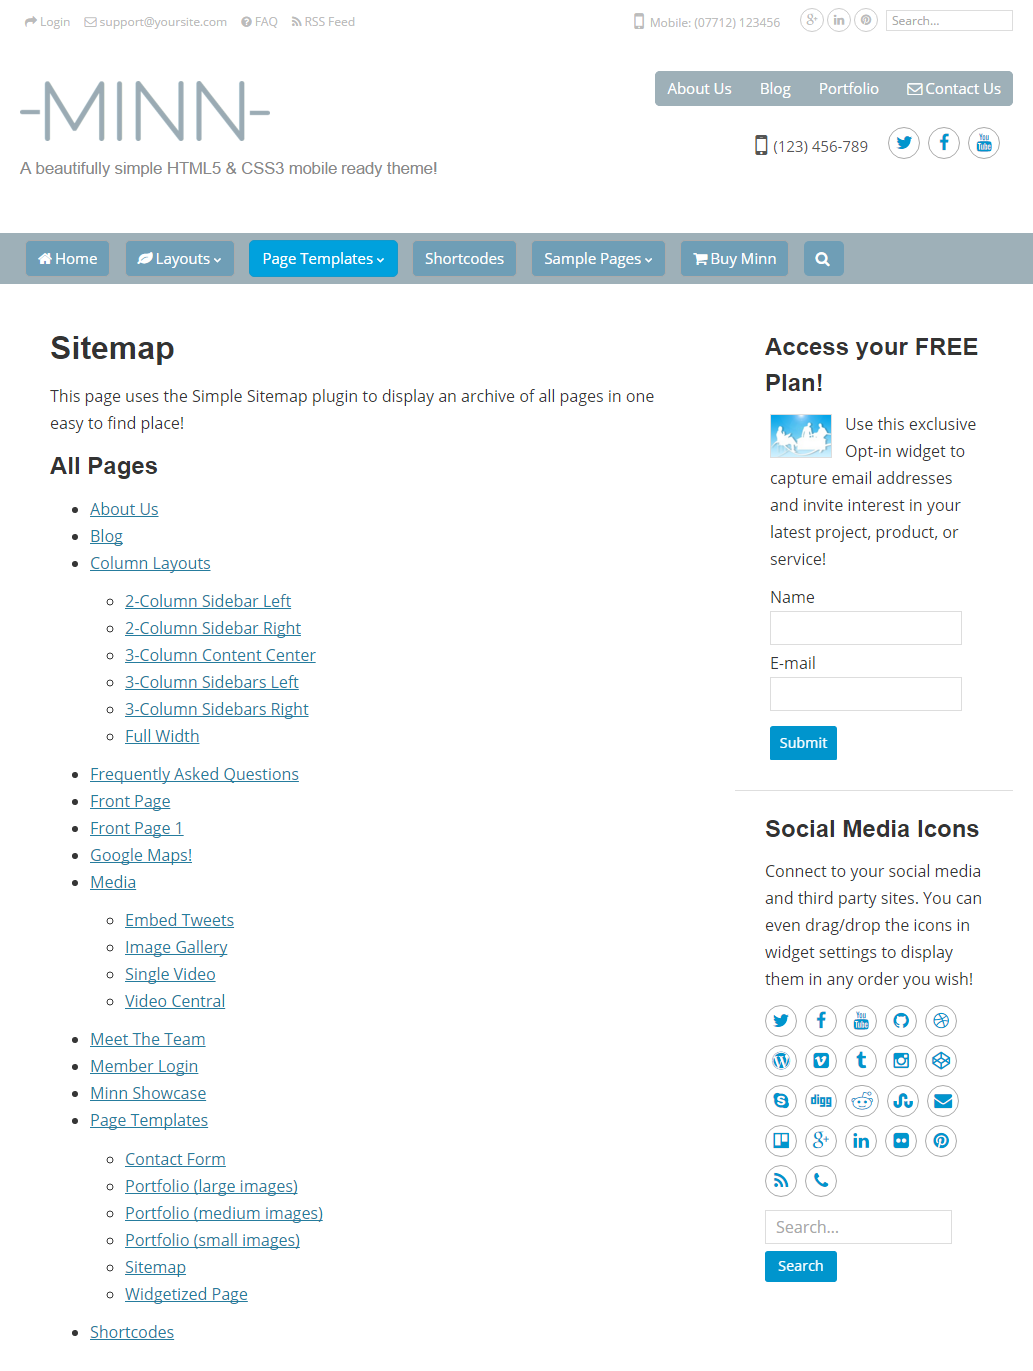 Login support@yoursite.com FAQ RSS Feed
Mobile: (07712) 123456 Search...
-MINN-
A beautifully simple HTML5 & CSS3 mobile ready theme!
About Us Blog Portfolio Contact Us
(123) 456-789 You Tube
Home Layouts Page Templates Shortcodes Sample Pages Buy Minn
Sitemap
This page uses the Simple Sitemap plugin to display an archive of all pages in one
easy to find place!
All Pages
About Us
Blog
Column Layouts
2-Column Sidebar Left
2-Column Sidebar Right
3-Column Content Center
3-Column Sidebars Left
3-Column Sidebars Right
Full Width
Frequently Asked Questions
Front Page
Front Page 1
Google Maps!
Media
Embed Tweets
Image Gallery
Single Video
Video Central
Meet The Team
Member Login
Minn Showcase
Page Templates
Contact Form
Portfolio (large images)
Portfolio (medium images)
Portfolio (small images)
Sitemap
Widgetized Page
Shortcodes
Access your FREE
Plan!
Use this exclusive
Opt-in widget to
capture email addresses
and invite interest in your
latest project, product, or
service!
Name
E-mail
Submit
Social Media Icons
Connect to your social media
and third party sites. You can
even drag/drop the icons in
widget settings to display
them in any order you wish!
You Tube
digg
Search...
Search